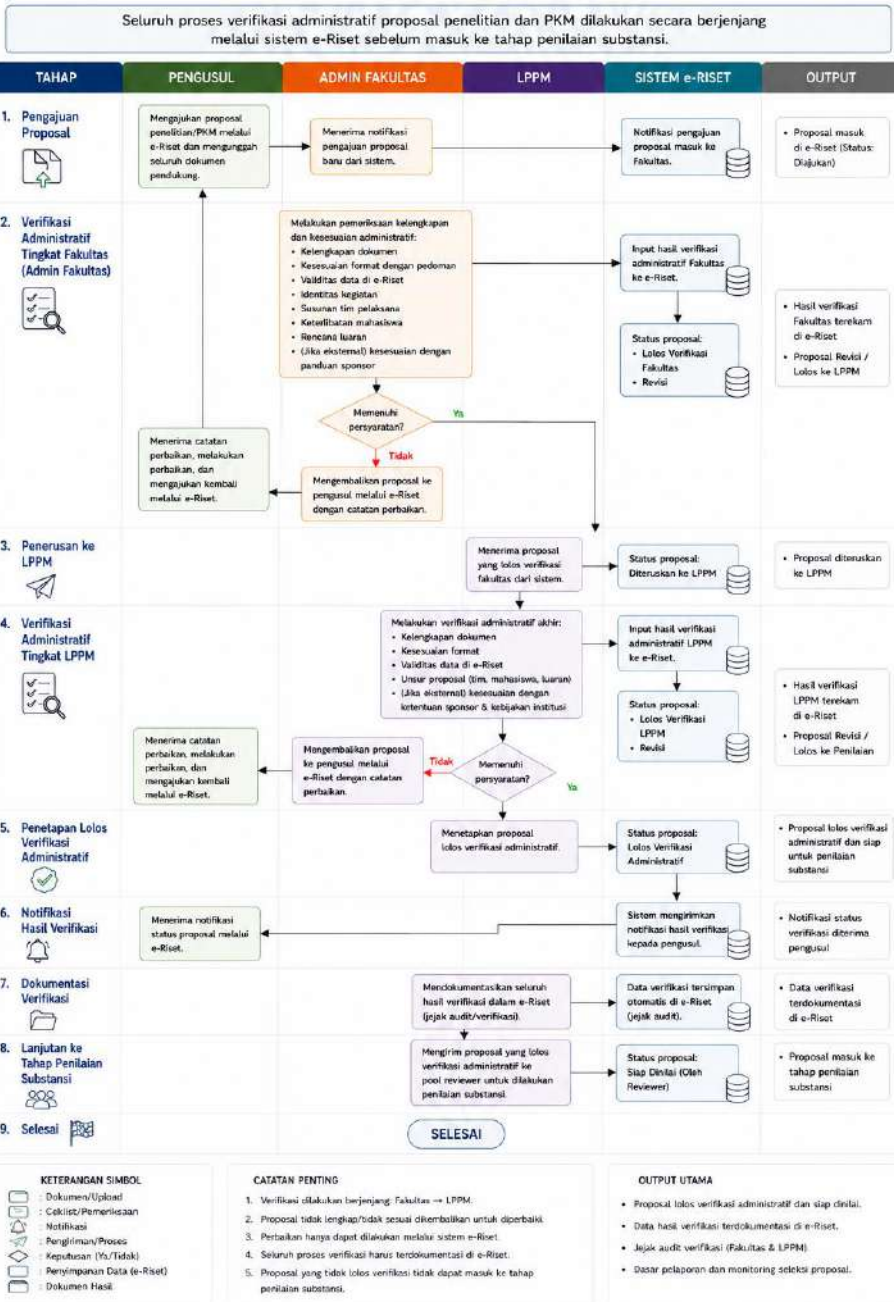 Seluruh proses verifikasi administratif proposal penelitian dan PKM dilakukan secara berjenjang
melalui sistem e-Riset sebelum masuk ke tahap penilaian substansi.
TAHAP
PENGUSUL
ADMIN FAKULTAS
LPPM
SISTEM e-RISET
OUTPUT
1. Pengajuan
Proposal
Mengajukan proposal
penelitian/PKM melalui
e-Riset dan mengunggah
seluruh dokumen
pendukung.
Menerima notifikasi
pengajuan proposal
baru dari sistem.
Notifikasi pengajuan
proposal masuk ke
Fakultas.
• Proposal masuk
di e-Riset (Status:
Diajukan)
2. Verifikasi
Administratif
Tingkat Fakultas
(Admin Fakultas)
Melakukan pemeriksaan kelengkapan
dan kesesuaian administratif:
• Kelengkapan dokumen
• Kesesuaian format dengan pedoman
• Validitas data di e-Riset
• Identitas kegiatan
• Susunan tim pelaksana
• Keterlibatan mahasiswa
• Rencana luaran
• (Jika eksternal) kesesuaian dengan
panduan sponsor
Input hasil verifikasi
administratif Fakultas
ke e-Riset.
Status proposal:
• Lolos Verifikasi
Fakultas
• Revisi
• Hasil verifikasi
Fakultas terekam
di e-Riset
• Proposal Revisi /
Lolos ke LPPM
Memenuhi
persyaratan?
Ya
Tidak
Menerima catatan
perbaikan, melakukan
perbaikan, dan
mengajukan kembali
melalui e-Riset.
Mengembalikan proposal ke
pengusul melalui e-Riset
dengan catatan perbaikan.
3. Penerusan ke
LPPM
Menerima proposal
yang lolos verifikasi
fakultas dari sistem.
Status proposal:
Diteruskan ke LPPM
• Proposal diteruskan
ke LPPM
4. Verifikasi
Administratif
Tingkat LPPM
Melakukan verifikasi administratif akhir:
• Kelengkapan dokumen
• Kesesuaian format
• Validitas data di e-Riset
• Unsur proposal (tim, mahasiswa, luaran)
• (Jika eksternal) kesesuaian dengan
ketentuan sponsor & kebijakan institusi
Input hasil verifikasi
administratif LPPM
ke e-Riset.
Status proposal:
• Lolos Verifikasi
LPPM
• Revisi
• Hasil verifikasi
LPPM terekam
di e-Riset
• Proposal Revisi /
Lolos ke Penilaian
Menerima catatan
perbaikan, melakukan
perbaikan, dan
mengajukan kembali
melalui e-Riset.
Mengembalikan proposal
ke pengusul melalui
e-Riset dengan catatan
perbaikan.
Tidak
Memenuhi
persyaratan?
Ya
5. Penetapan Lolos
Verifikasi
Administratif
Menetapkan proposal
lolos verifikasi administratif.
Status proposal:
Lolos Verifikasi
Administratif
• Proposal lolos verifikasi
administratif dan siap
untuk penilaian
substansi
6. Notifikasi
Hasil Verifikasi
Menerima notifikasi
status proposal melalui
e-Riset.
Sistem mengirimkan
notifikasi hasil verifikasi
kepada pengusul.
• Notifikasi status
verifikasi diterima
pengusul
7. Dokumentasi
Verifikasi
Mendokumentasikan seluruh
hasil verifikasi dalam e-Riset
(jejak audit/verifikasi).
Data verifikasi tersimpan
otomatis di e-Riset
(jejak audit).
• Data verifikasi
terdokumentasi
di e-Riset
8. Lanjutan ke
Tahap Penilaian
Substansi
Mengirim proposal yang lolos
verifikasi administratif ke
pool reviewer untuk dilakukan
penilaian substansi.
Status proposal:
Siap Dinilai (Oleh
Reviewer)
• Proposal masuk ke
tahap penilaian
substansi
9. Selesai
SELESAI
KETERANGAN SIMBOL
: Dokumen/Upload
: Ceklist/Pemeriksaan
: Notifikasi
: Pengiriman/Proses
: Keputusan (Ya/Tidak)
: Penyimpanan Data (e-Riset)
: Dokumen Hasil
CATATAN PENTING
1. Verifikasi dilakukan berjenjang: Fakultas → LPPM.
2. Proposal tidak lengkap/tidak sesuai dikembalikan untuk diperbaiki.
3. Perbaikan hanya dapat dilakukan melalui sistem e-Riset.
4. Seluruh proses verifikasi harus terdokumentasi di e-Riset.
5. Proposal yang tidak lolos verifikasi tidak dapat masuk ke tahap
penilaian substansi.
OUTPUT UTAMA
• Proposal lolos verifikasi administratif dan siap dinilai.
• Data hasil verifikasi terdokumentasi di e-Riset.
• Jejak audit verifikasi (Fakultas & LPPM).
• Dasar pelaporan dan monitoring seleksi proposal.